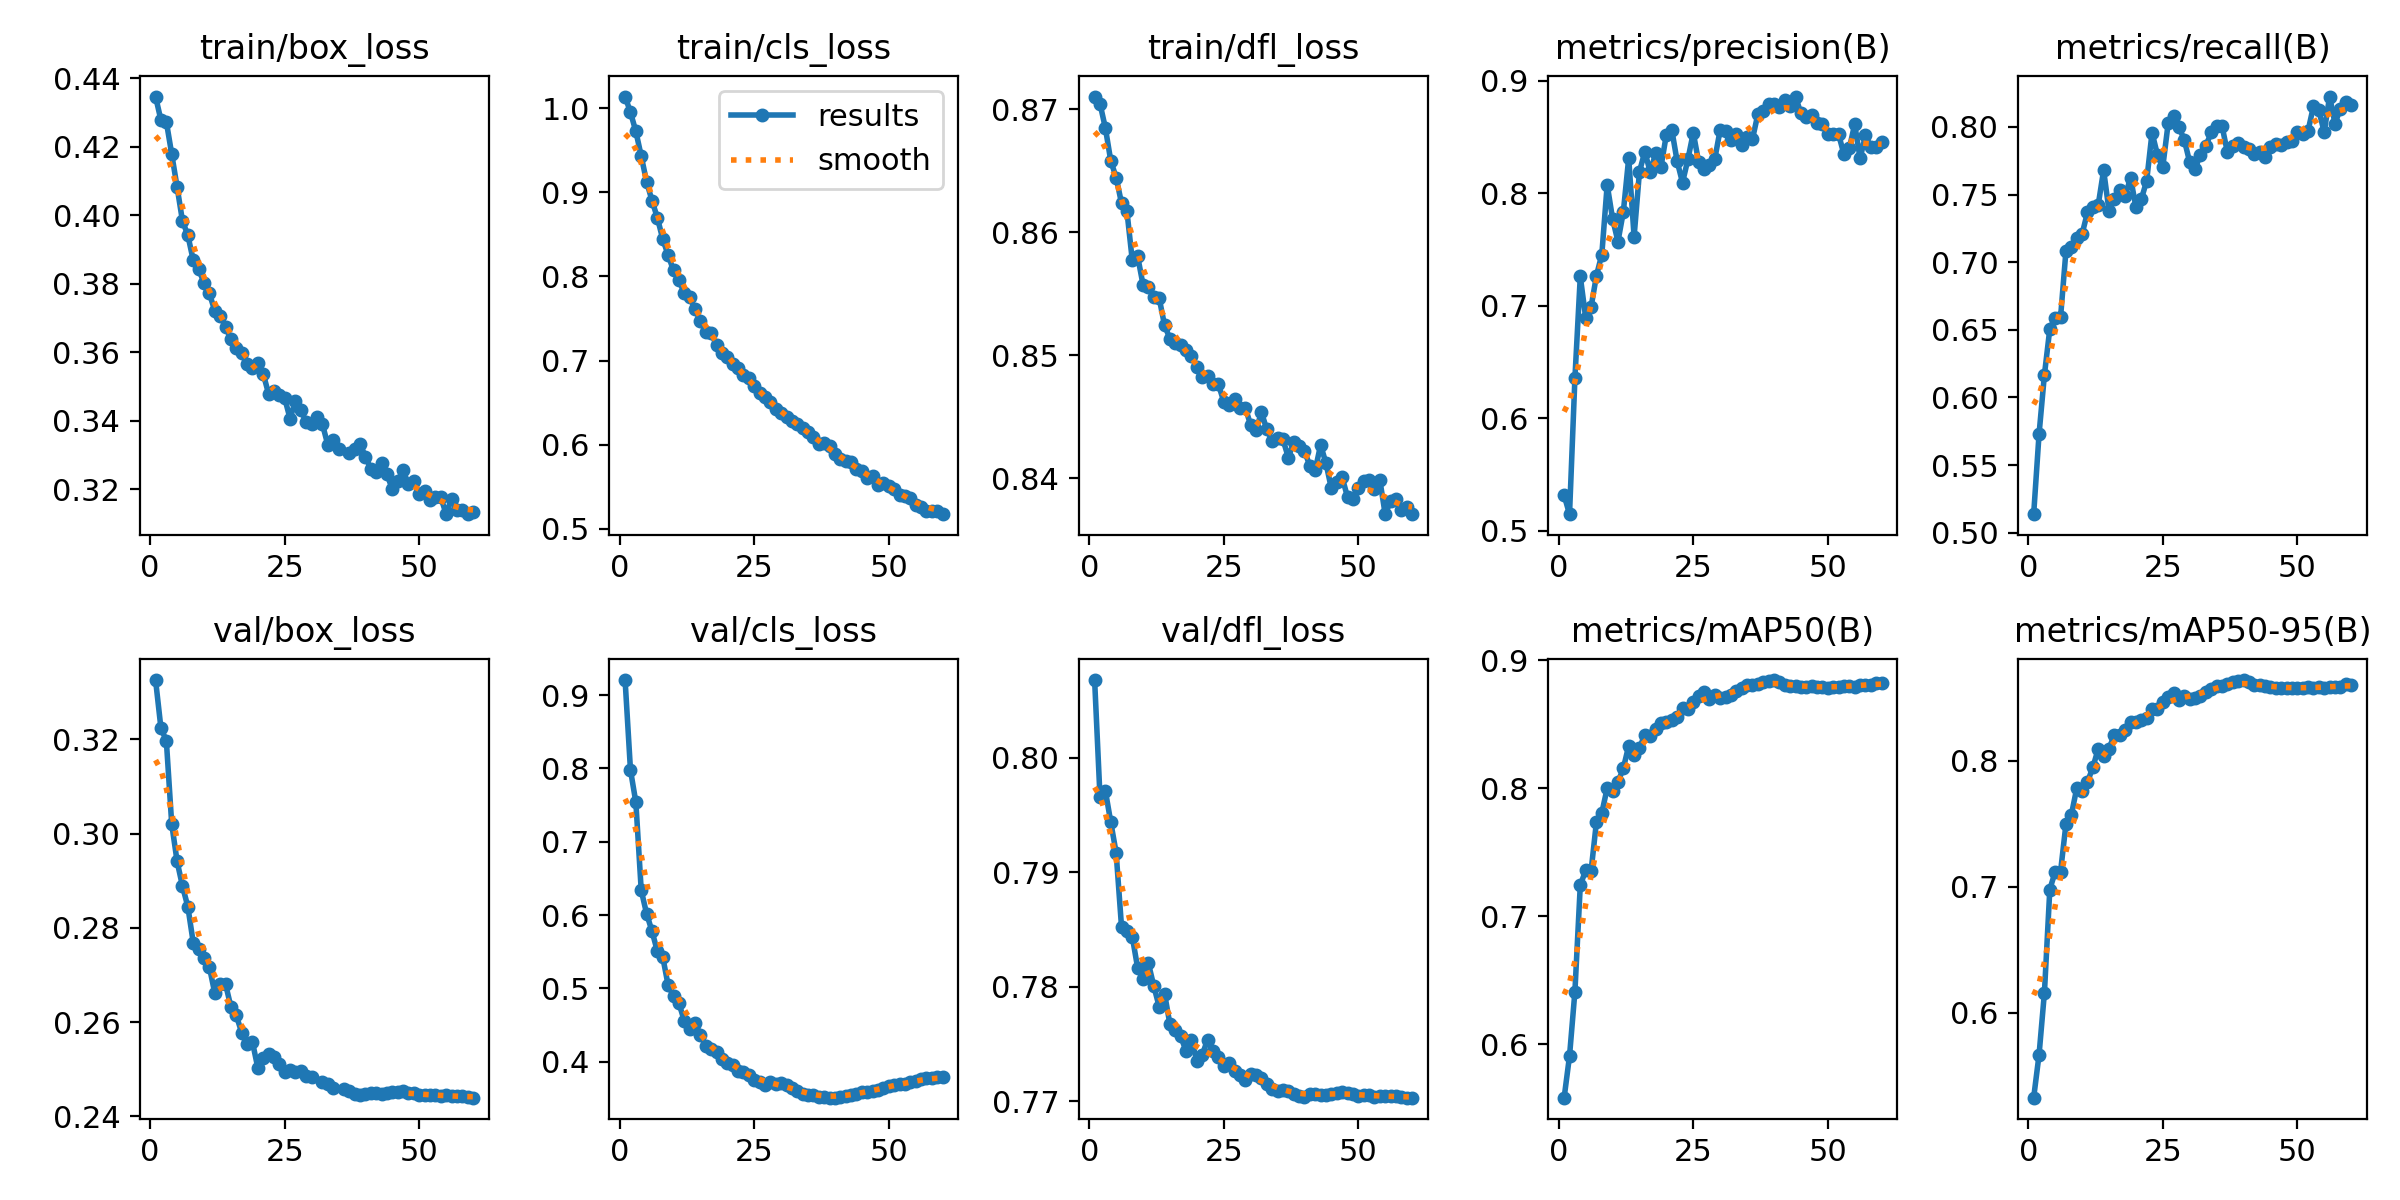 train/box_loss
0.44
0.42
0.40
0.38
0.36
0.34
0.32
0 25 50
train/cls_loss
results
smooth
1.0
0.9
0.8
0.7
0.6
0.5
0 25 50
train/dfl_loss
0.87
0.86
0.85
0.84
0 25 50
metrics/precision(B)
0.9
0.8
0.7
0.6
0.5
0 25 50
metrics/recall(B)
0.80
0.75
0.70
0.65
0.60
0.55
0.50
0 25 50
val/box_loss
0.32
0.30
0.28
0.26
0.24
0 25 50
val/cls_loss
0.9
0.8
0.7
0.6
0.5
0.4
0 25 50
val/dfl_loss
0.80
0.79
0.78
0.77
0 25 50
metrics/mAP50(B)
0.9
0.8
0.7
0.6
0 25 50
metrics/mAP50-95(B)
0.8
0.7
0.6
0 25 50